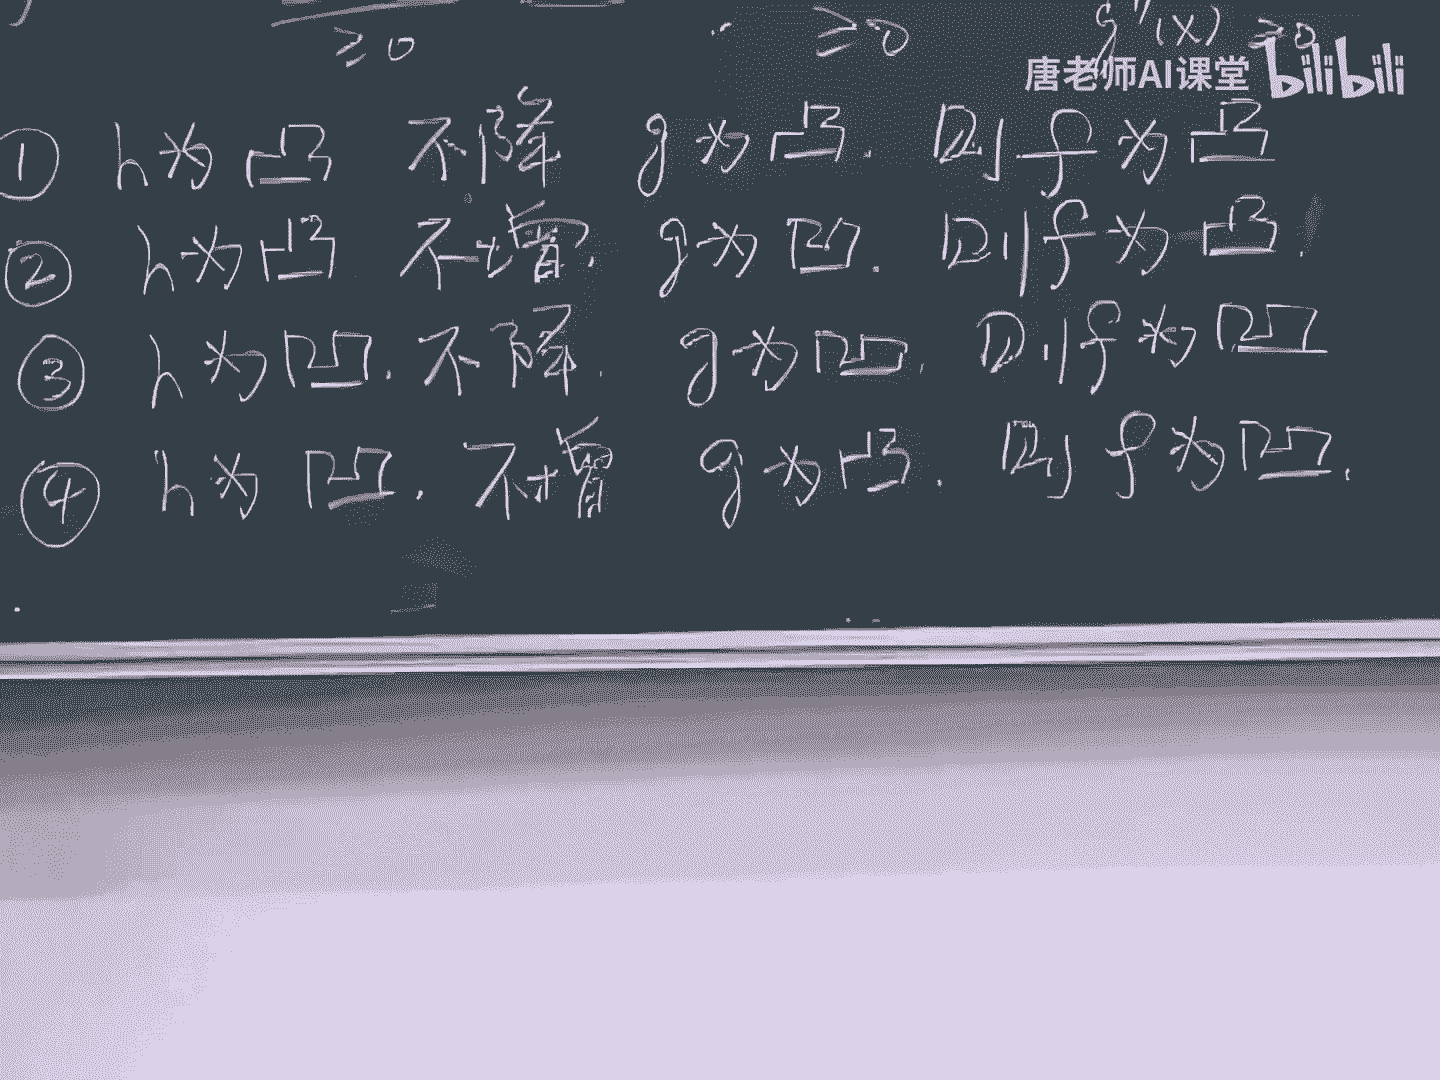 ≥0 ≥0 g''(x) ≥0
唐老师AI课堂 bilibili
① h为凸 不降 g为凸. 则f为凸
② h为凸 不增. g为凹. 则f为凸.
③ h为凹. 不降. g为凹. 则f为凹
④ h为凹. 不增 g为凸. 则f为凹.